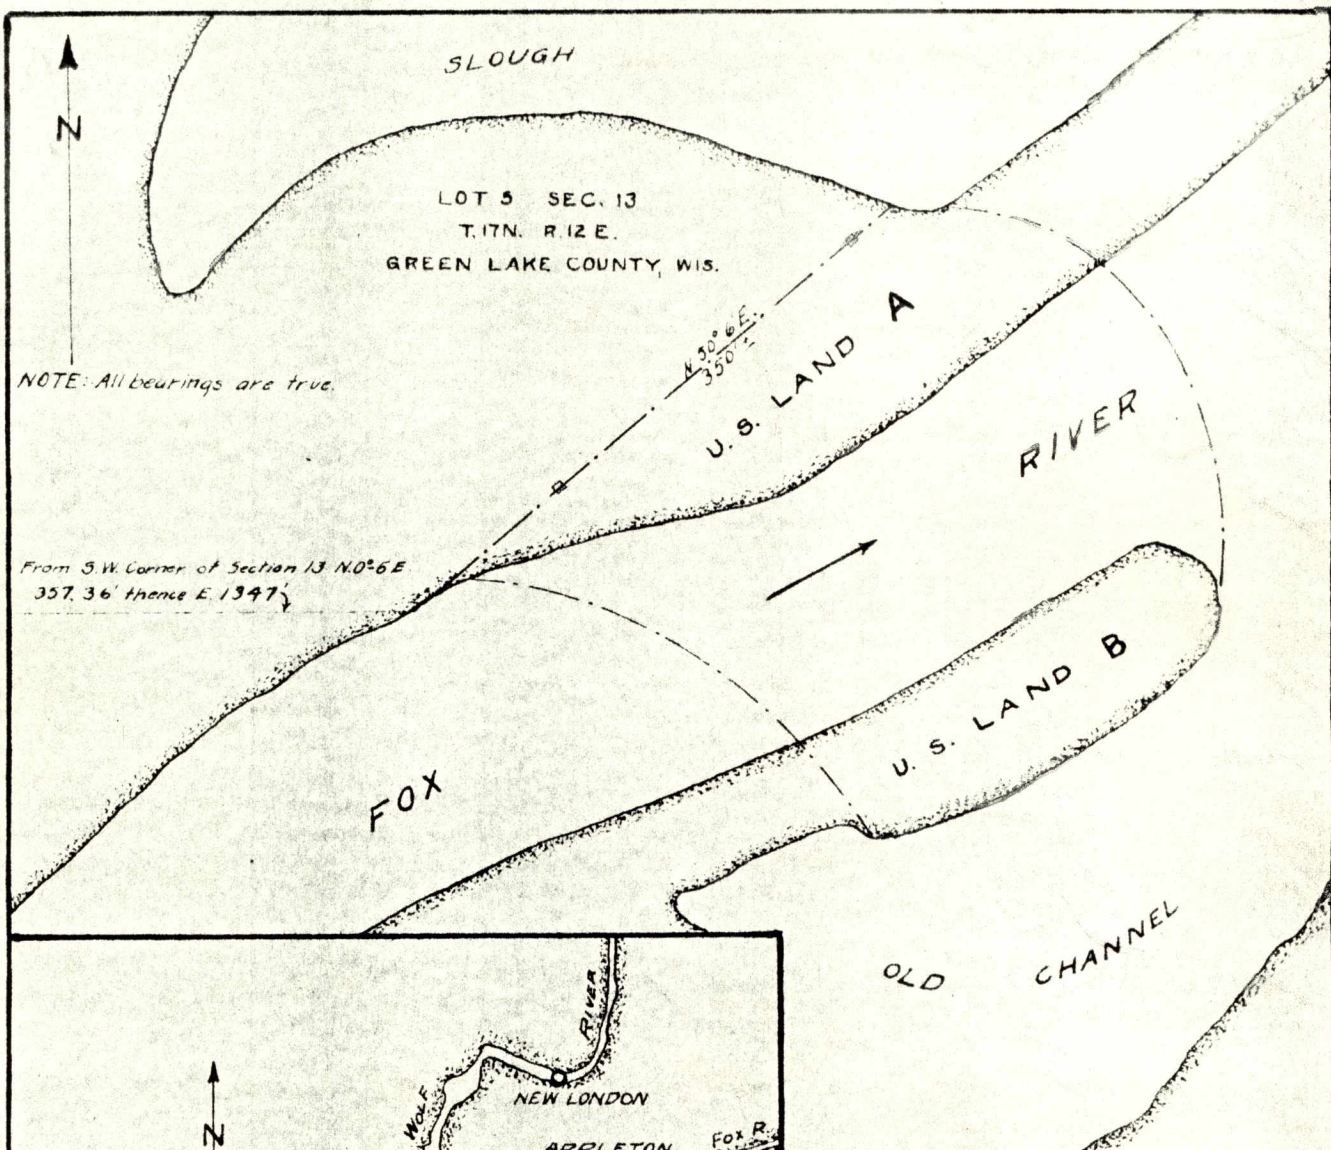 SLOUGH
N
LOT 5 SEC. 13
T.17N. R.12 E.
GREEN LAKE COUNTY, WIS.
N 50° 6' E.
350' ±
U. S. LAND A
NOTE: All bearings are true.
RIVER
From S.W. Corner of Section 13 N.0°-6'E.
357.36' thence E. 1347'
U. S. LAND B
FOX
OLD CHANNEL
RIVER
NEW LONDON
WOLF
N
APPLETON
FOX R.